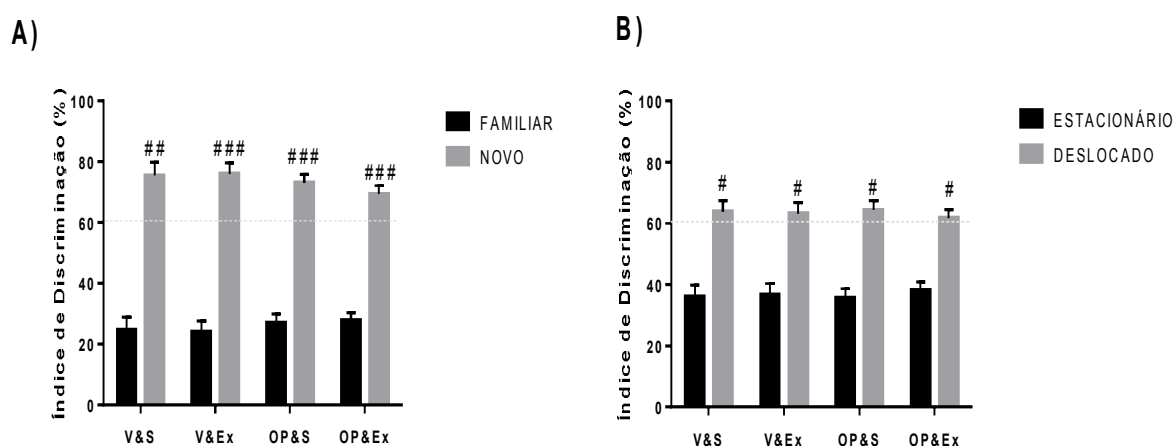 A)
Índice de Discriminação (%)
100
80
60
40
20
0
##
###
###
###
V&S
V&Ex
OP&S
OP&Ex
FAMILIAR
NOVO
B)
Índice de Discriminação (%)
100
80
60
40
20
0
#
#
#
#
V&S
V&Ex
OP&S
OP&Ex
ESTACIONÁRIO
DESLOCADO